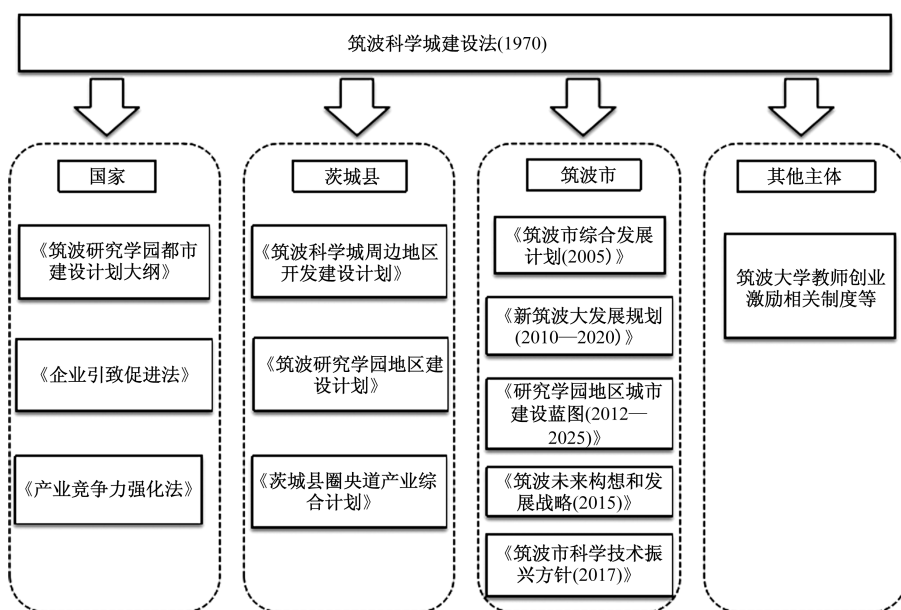 筑波科学城建设法(1970)
国家
《筑波研究学园都市
建设计划大纲》
《企业引致促进法》
《产业竞争力强化法》
茨城县
《筑波科学城周边地区
开发建设计划》
《筑波研究学园地区建
设计划》
《茨城县圈央道产业综
合计划》
筑波市
《筑波市综合发展
计划(2005)》
《新筑波大发展规划
(2010—2020)》
《研究学园地区城市
建设蓝图(2012—
2025)》
《筑波未来构想和发
展战略(2015)》
《筑波市科学技术振
兴方针(2017)》
其他主体
筑波大学教师创业
激励相关制度等